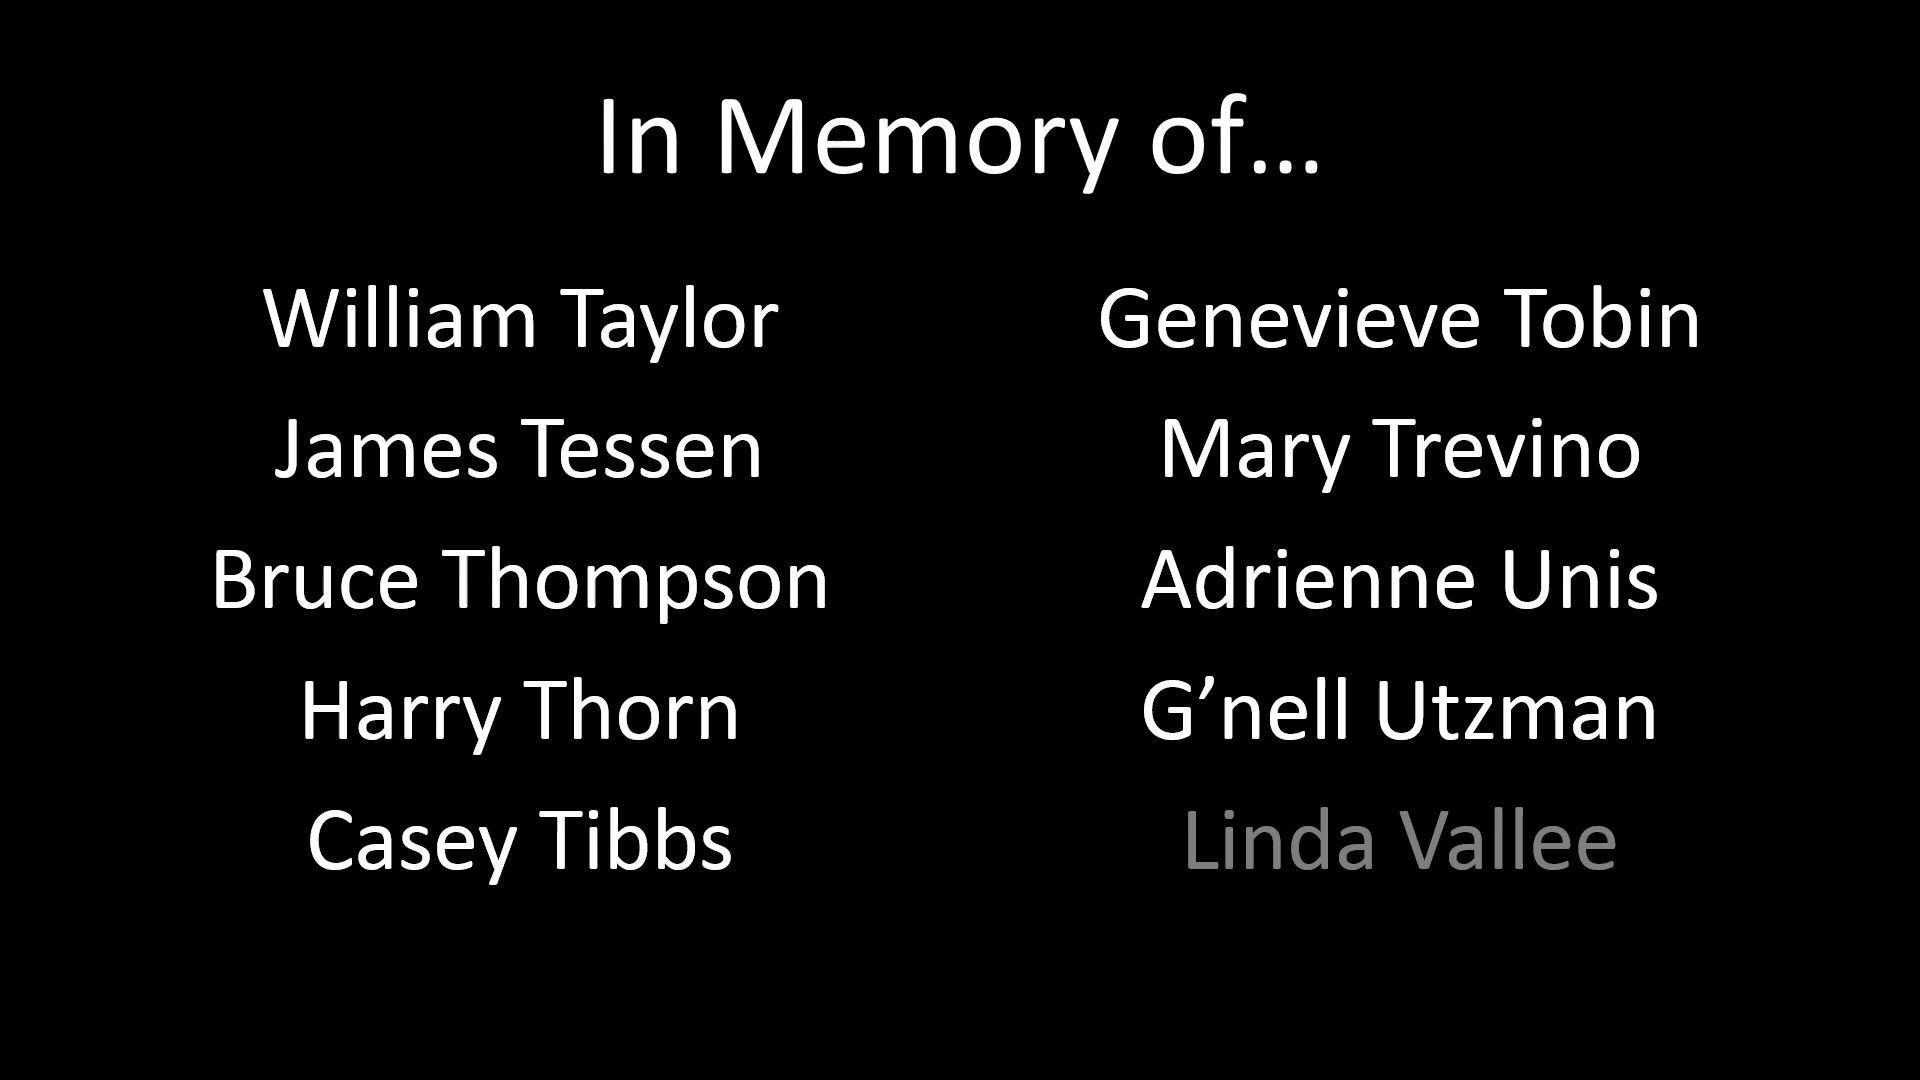 In Memory of…
William Taylor
James Tessen
Bruce Thompson
Harry Thorn
Casey Tibbs
Genevieve Tobin
Mary Trevino
Adrienne Unis
G’nell Utzman
Linda Vallee